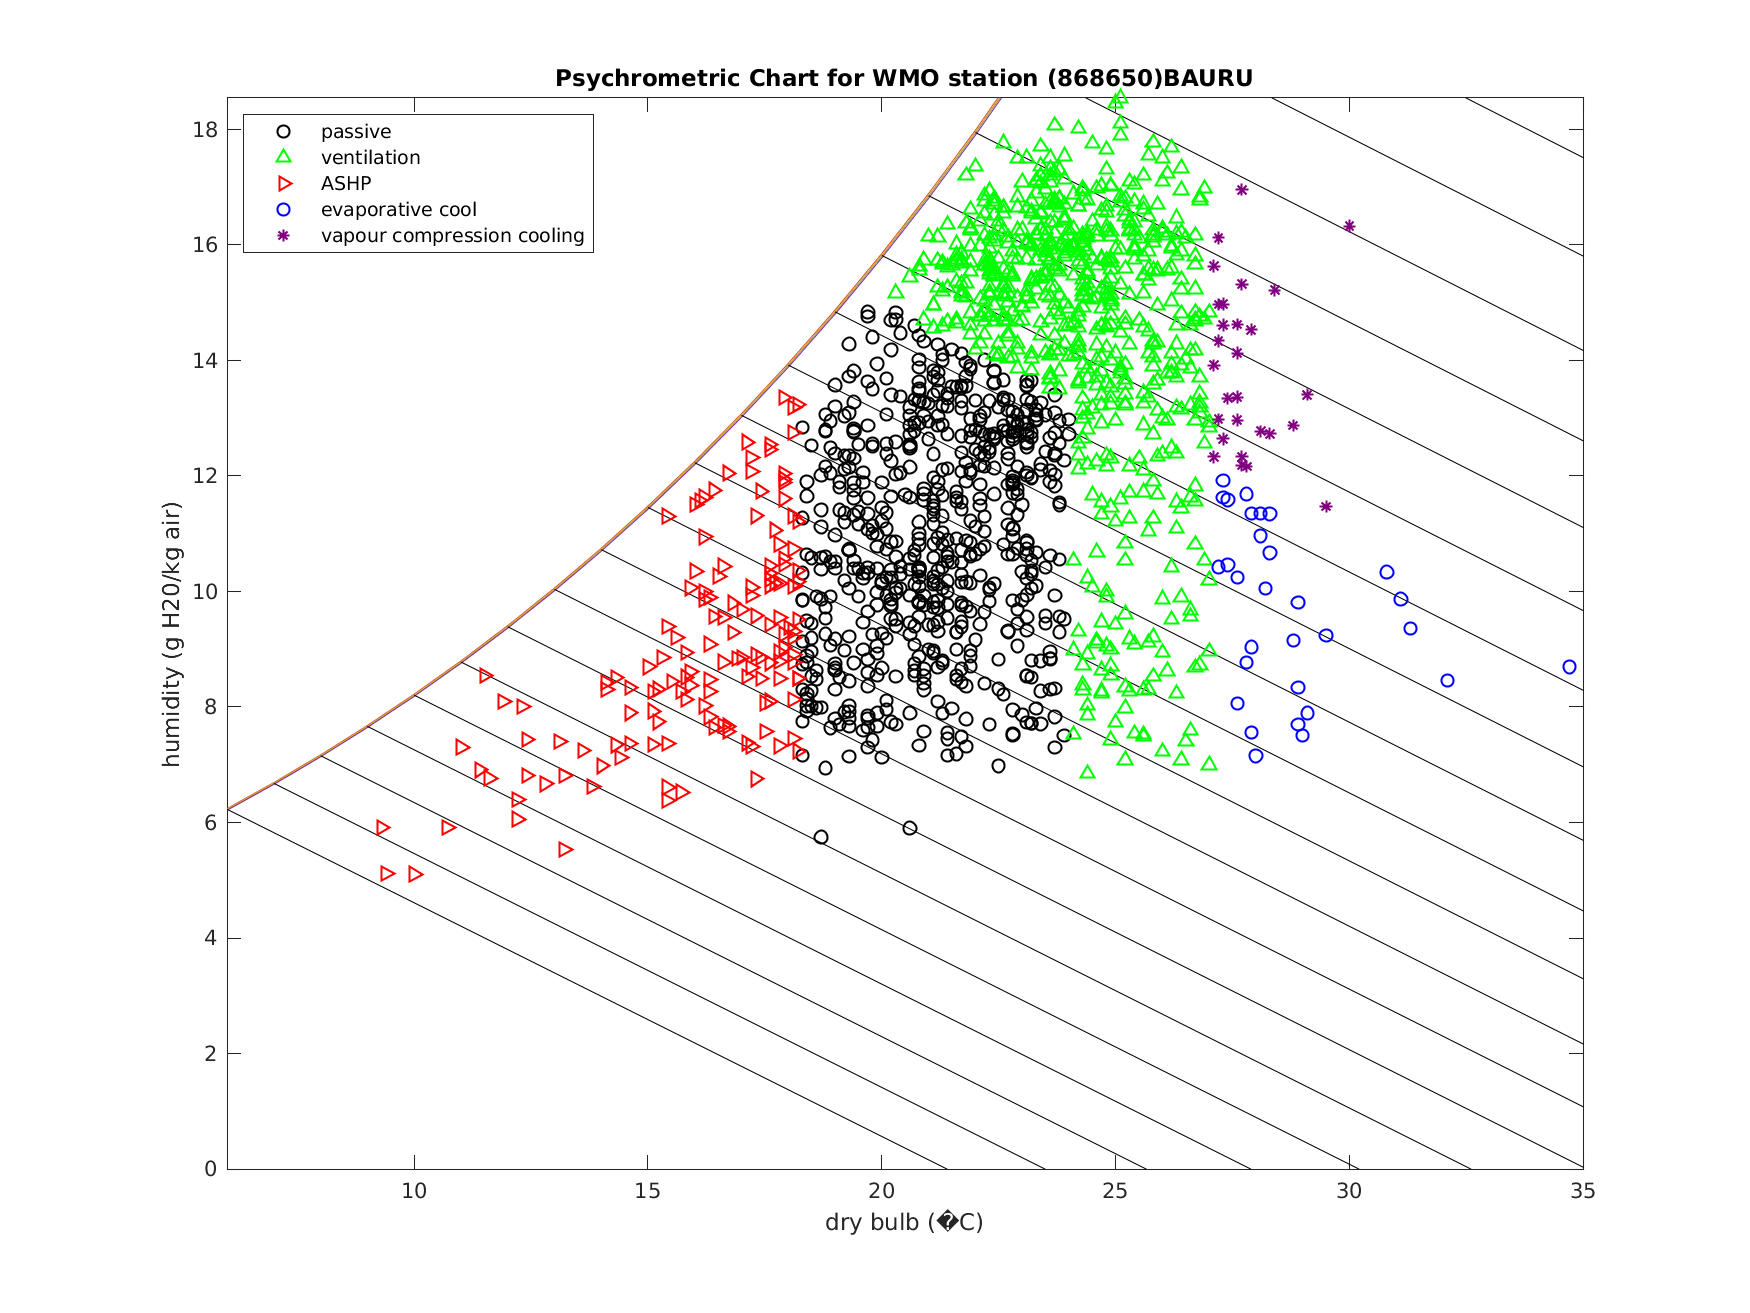 Psychrometric Chart for WMO station (868650)BAURU
passive
ventilation
ASHP
evaporative cool
vapour compression cooling
humidity (g H20/kg air)
18
16
14
12
10
8
6
4
2
0
10
15
20
25
30
35
dry bulb (�C)